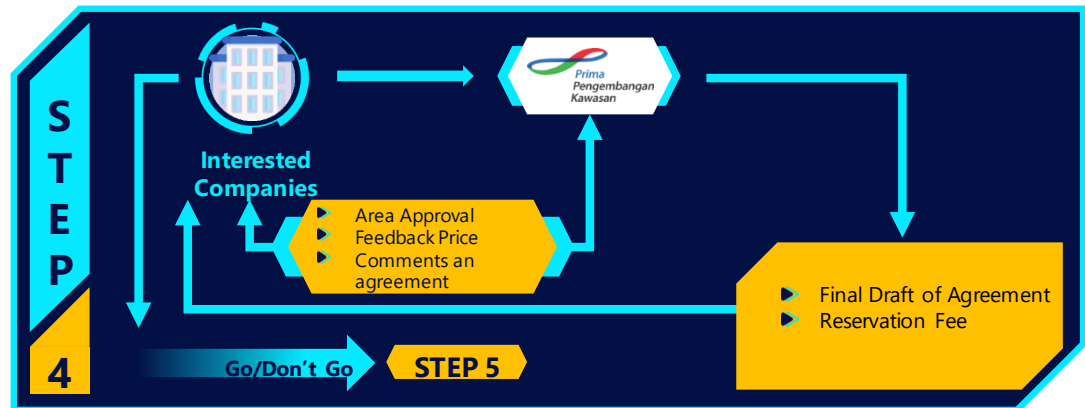 STEP
4
Interested
Companies
Prima
Pengembangan
Kawasan
Area Approval
Feedback Price
Comments an
agreement
Final Draft of Agreement
Reservation Fee
Go/Don’t Go
STEP 5